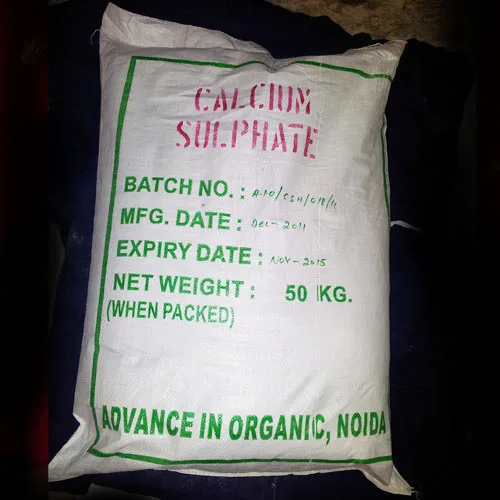 CALCIUM
SULPHATE
BATCH NO. :
MFG. DATE : Dec - 2011
EXPIRY DATE : NOV - 2015
NET WEIGHT : 50 KG.
(WHEN PACKED)
ADVANCE IN ORGANIC, NOIDA